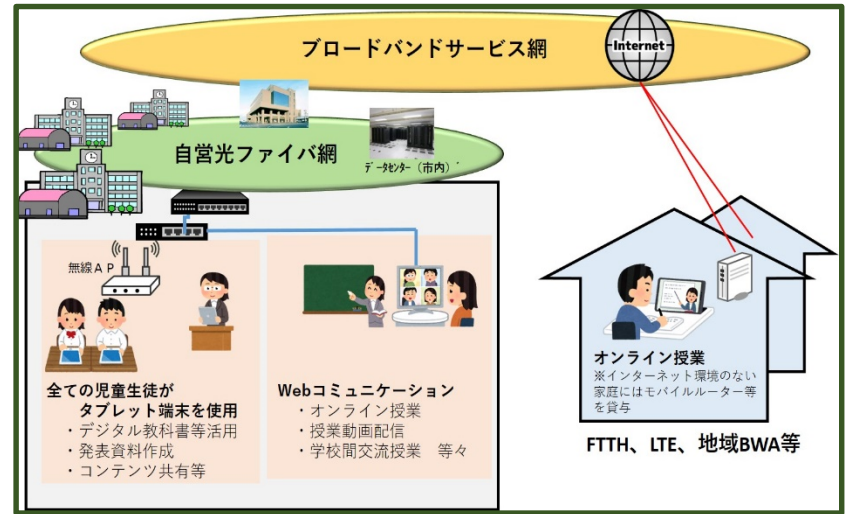 ブロードバンドサービス網
Internet
自営光ファイバ網
データセンター（市内）
無線ＡＰ
全ての児童生徒が
タブレット端末を使用
・デジタル教科書等活用
・発表資料作成
・コンテンツ共有等
Webコミュニケーション
・オンライン授業
・授業動画配信
・学校間交流授業　等々
オンライン授業
※インターネット環境のない
家庭にはモバイルルーター等
を貸与
FTTH、LTE、地域BWA等